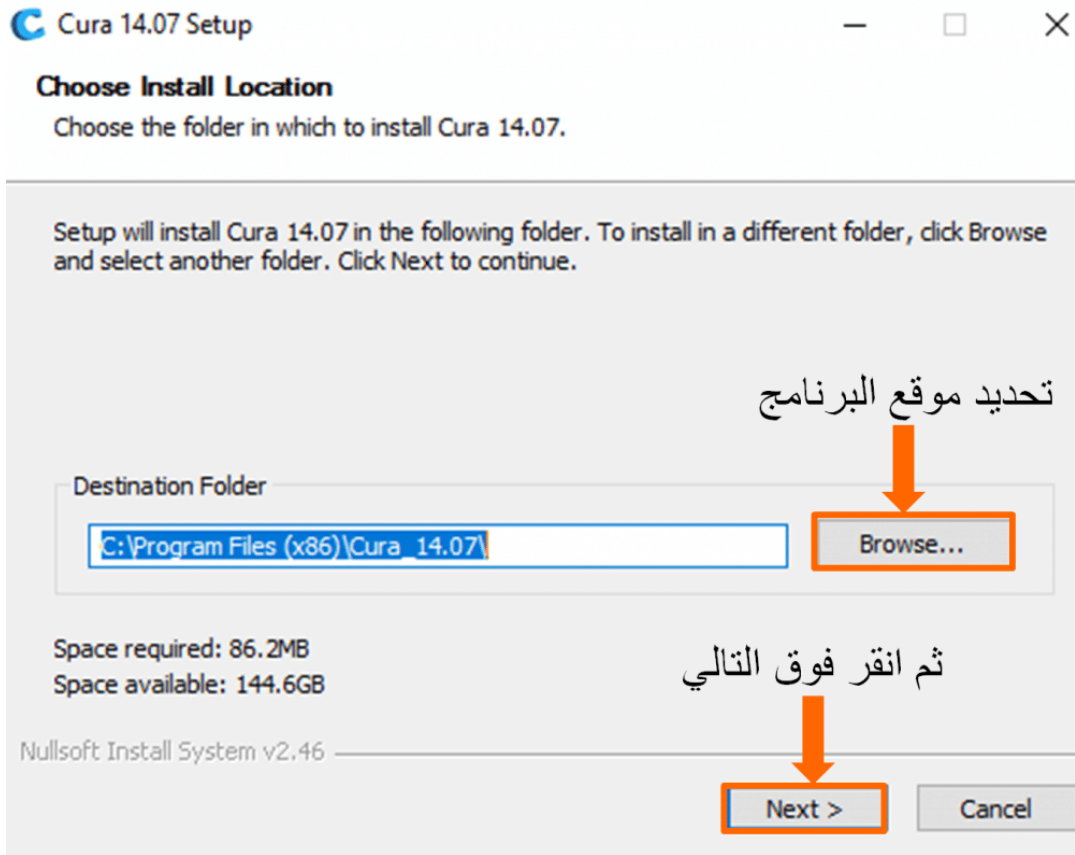 Cura 14.07 Setup
Choose Install Location
Choose the folder in which to install Cura 14.07.
Setup will install Cura 14.07 in the following folder. To install in a different folder, click Browse
and select another folder. Click Next to continue.
تحديد موقع البرنامج
Destination Folder
C:\Program Files (x86)\Cura_14.07\
Browse...
Space required: 86.2MB
Space available: 144.6GB
ثم انقر فوق التالي
Nullsoft Install System v2.46
Next >
Cancel